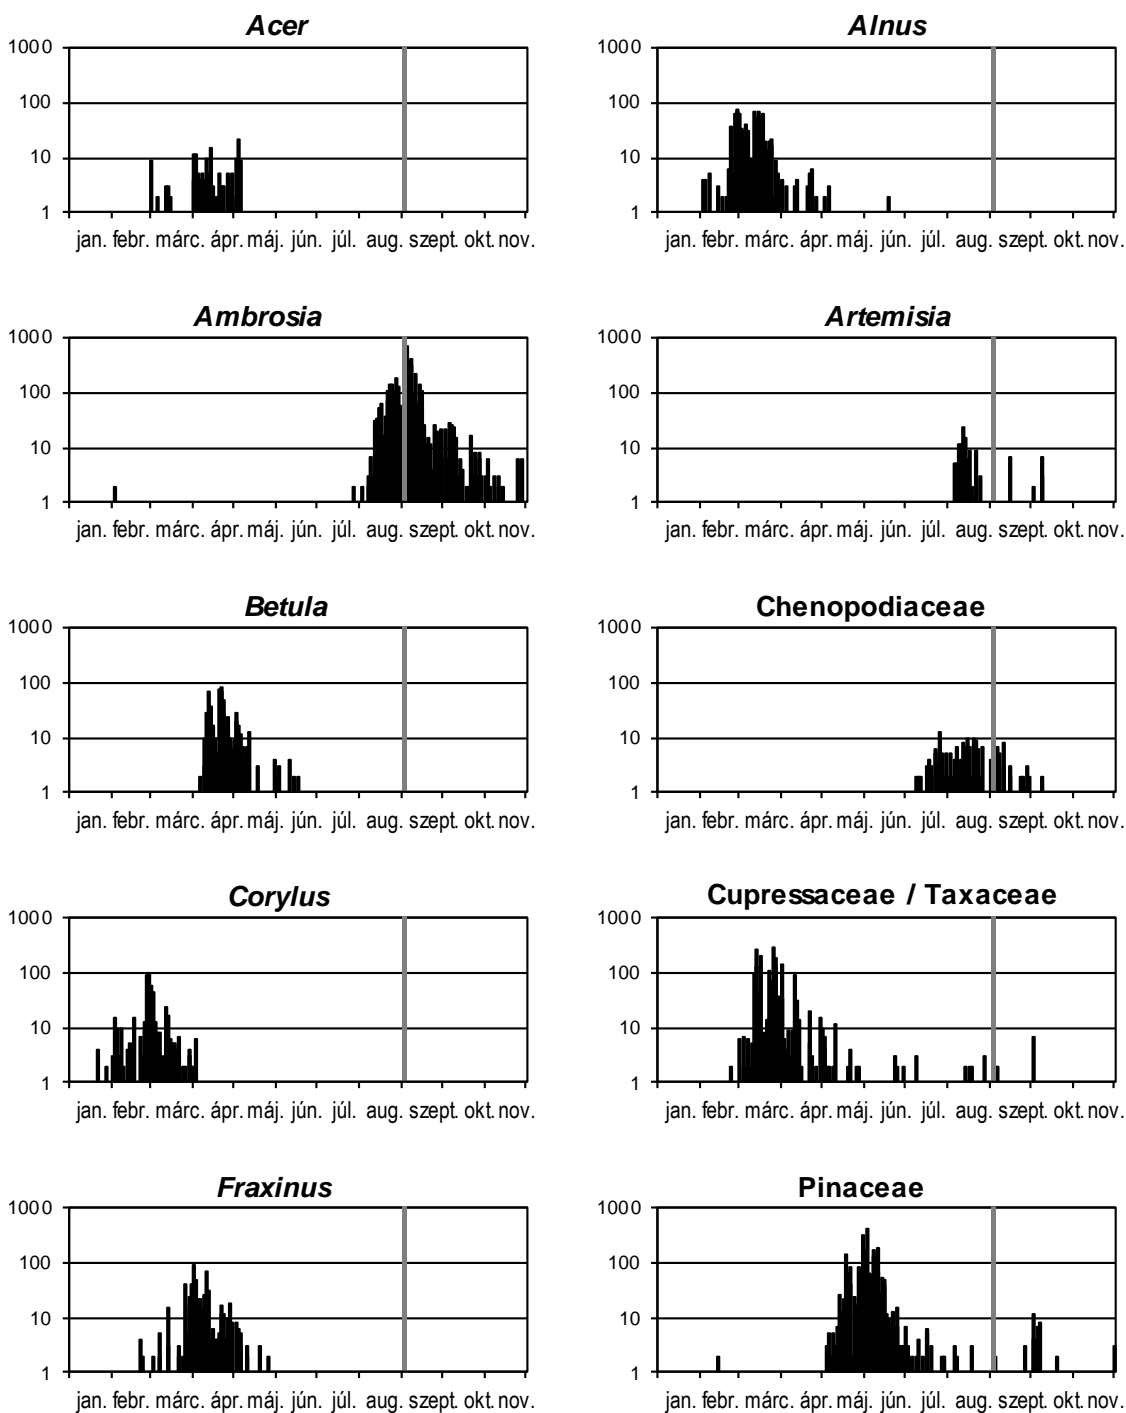 Acer
1000
100
10
1
jan. febr. márc. ápr. máj. jún. júl. aug. szept. okt. nov.
Alnus
1000
100
10
1
jan. febr. márc. ápr. máj. jún. júl. aug. szept. okt. nov.
Ambrosia
1000
100
10
1
jan. febr. márc. ápr. máj. jún. júl. aug. szept. okt. nov.
Artemisia
1000
100
10
1
jan. febr. márc. ápr. máj. jún. júl. aug. szept. okt. nov.
Betula
1000
100
10
1
jan. febr. márc. ápr. máj. jún. júl. aug. szept. okt. nov.
Chenopodiaceae
1000
100
10
1
jan. febr. márc. ápr. máj. jún. júl. aug. szept. okt. nov.
Corylus
1000
100
10
1
jan. febr. márc. ápr. máj. jún. júl. aug. szept. okt. nov.
Cupressaceae / Taxaceae
1000
100
10
1
jan. febr. márc. ápr. máj. jún. júl. aug. szept. okt. nov.
Fraxinus
1000
100
10
1
jan. febr. márc. ápr. máj. jún. júl. aug. szept. okt. nov.
Pinaceae
1000
100
10
1
jan. febr. márc. ápr. máj. jún. júl. aug. szept. okt. nov.